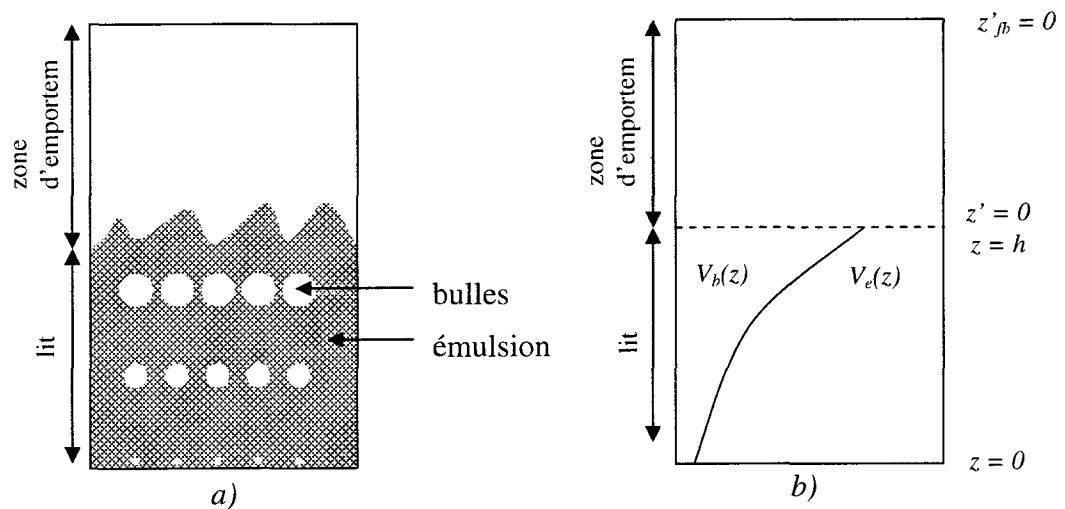 zone
d'emportem
lit
bulles
émulsion
a)
zone
d'emportem
lit
z'fb = 0
z' = 0
z = h
Vb(z)
Ve(z)
z = 0
b)